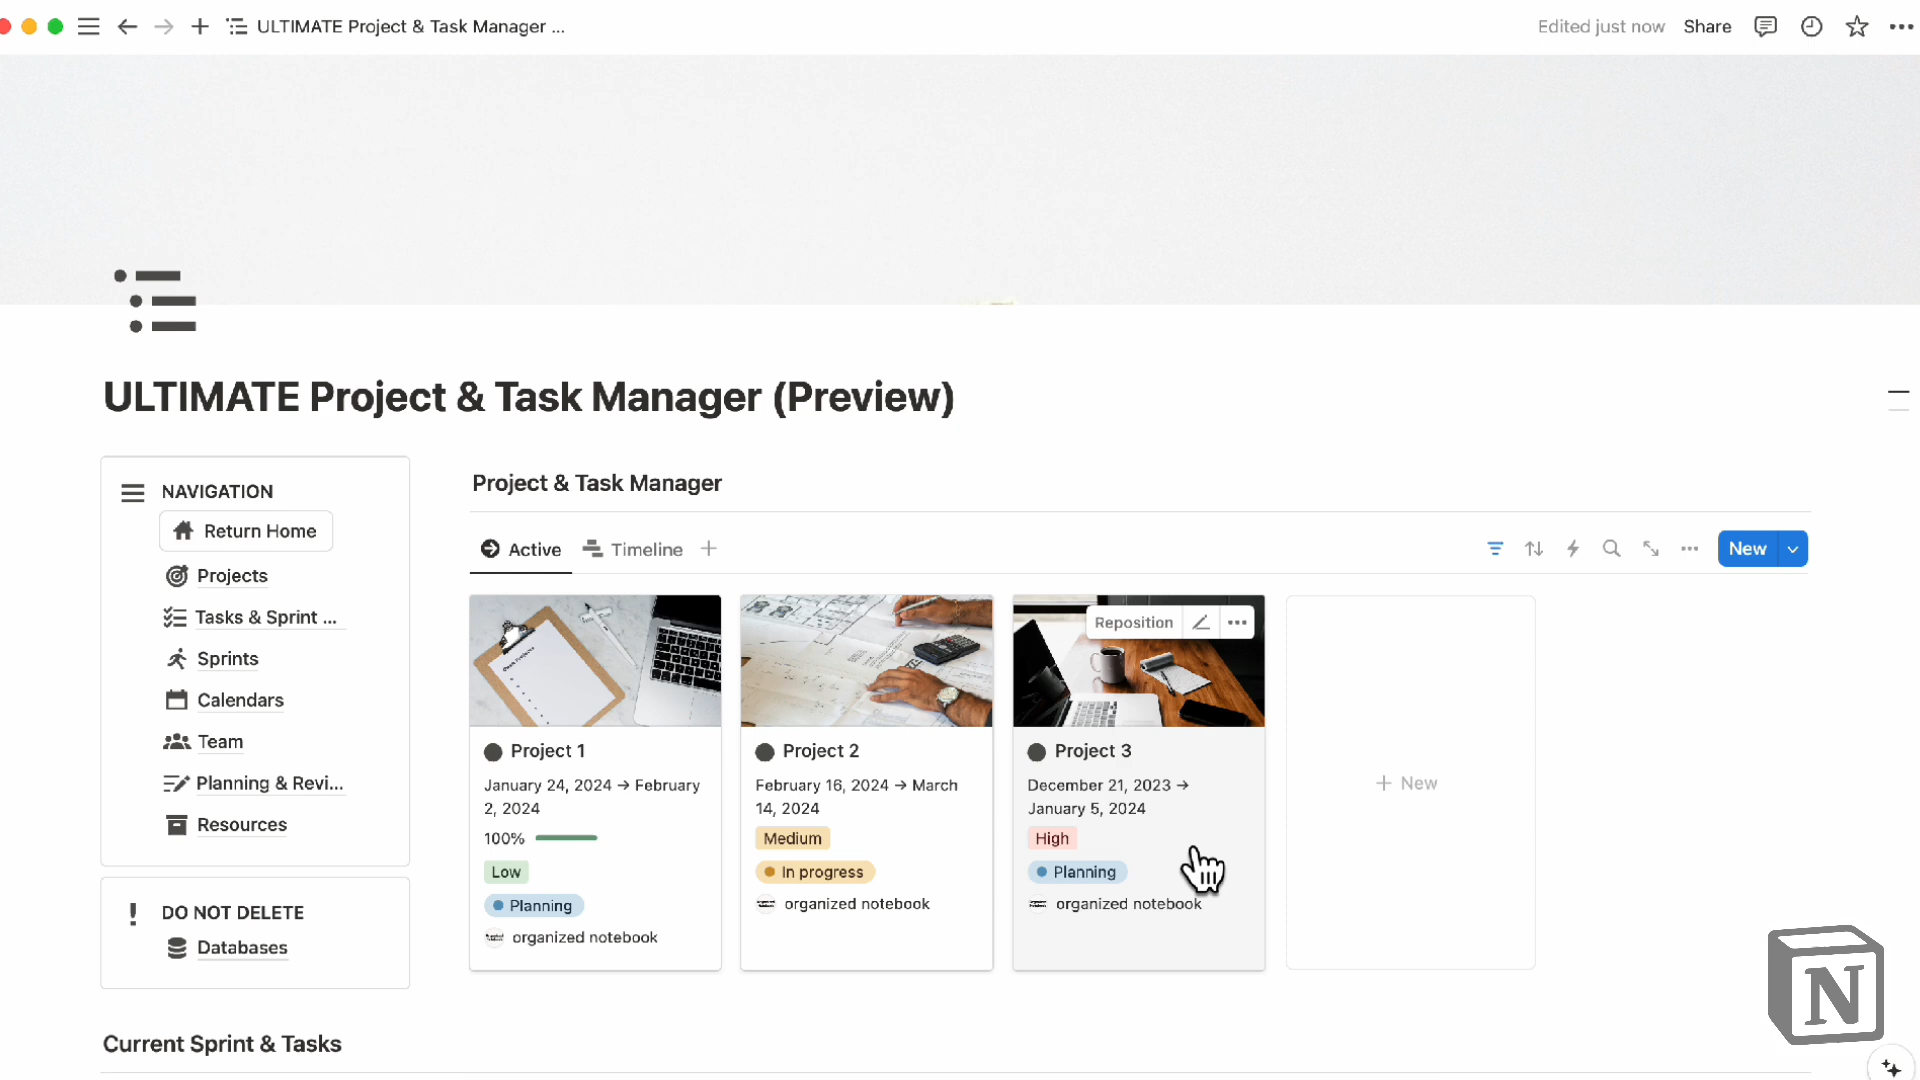 ULTIMATE Project & Task Manager ...
Edited just now
Share
ULTIMATE Project & Task Manager (Preview)
NAVIGATION
Return Home
Projects
Tasks & Sprint ...
Sprints
Calendars
Team
Planning & Revi...
Resources
DO NOT DELETE
Databases
Project & Task Manager
Active
Timeline
New
Project 1
January 24, 2024 → February
2, 2024
100%
Low
Planning
organized notebook
Project 2
February 16, 2024 → March
14, 2024
Medium
In progress
organized notebook
Reposition
Project 3
December 21, 2023 →
January 5, 2024
High
Planning
organized notebook
+ New
Current Sprint & Tasks
N